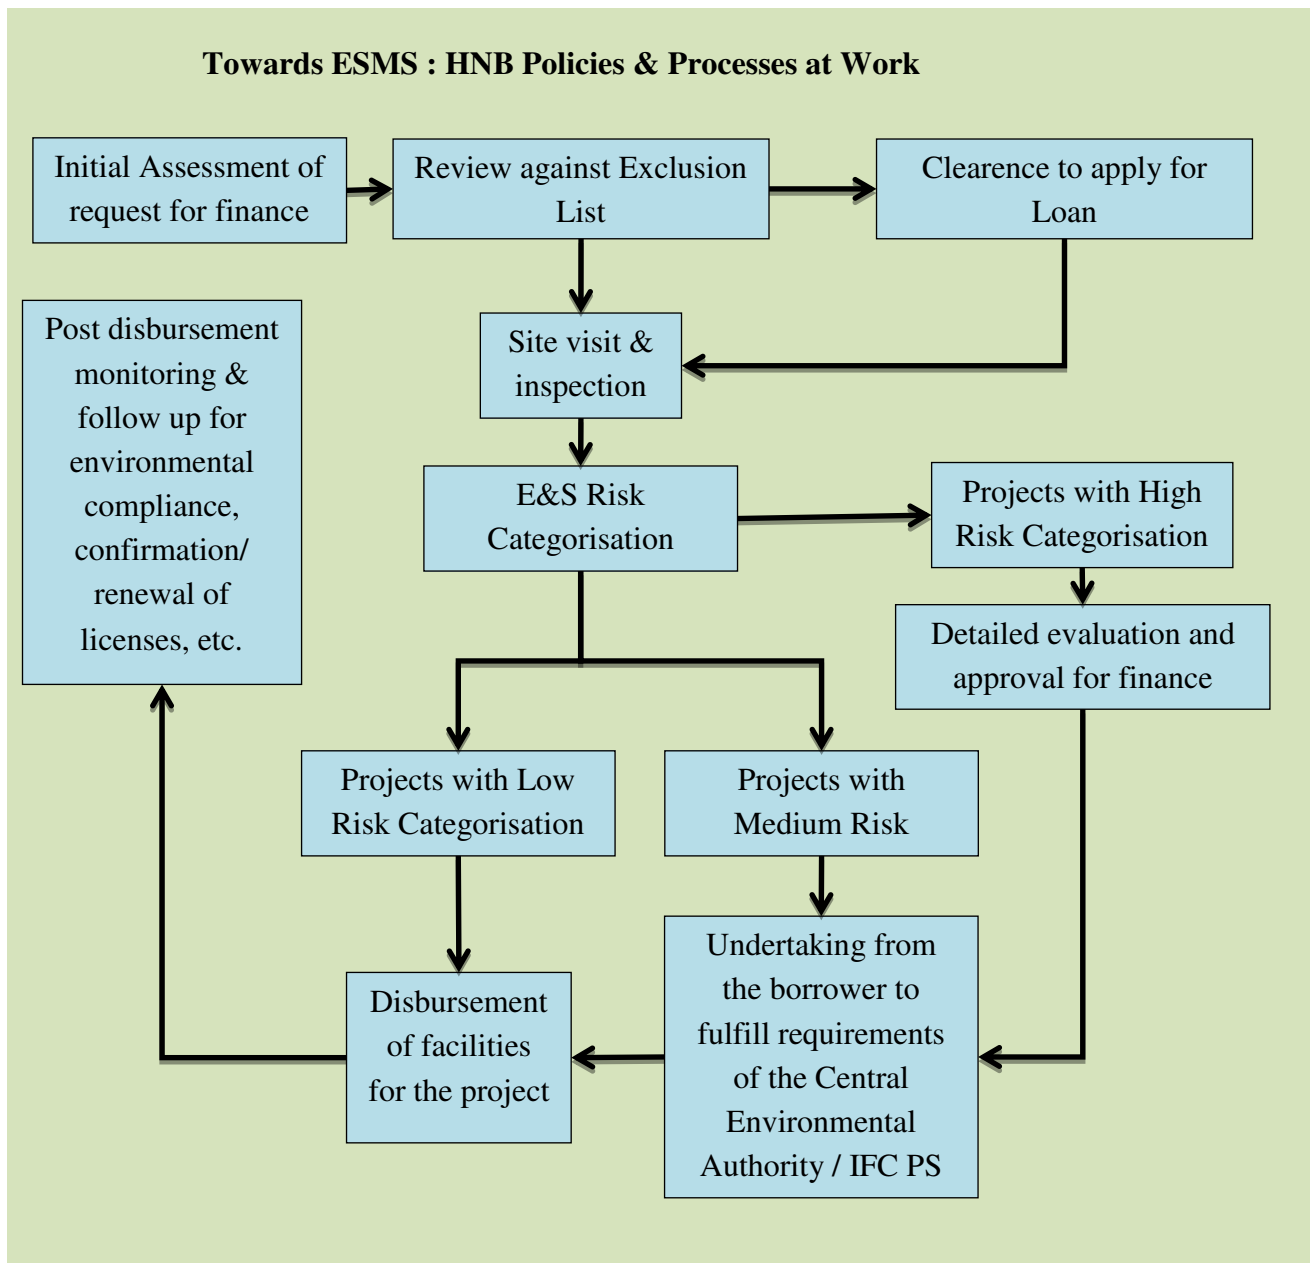 Towards ESMS : HNB Policies & Processes at Work
Initial Assessment of
request for finance
Review against Exclusion
List
Clearence to apply for
Loan
Post disbursement
monitoring &
follow up for
environmental
compliance,
confirmation/
renewal of
licenses, etc.
Site visit &
inspection
E&S Risk
Categorisation
Projects with High
Risk Categorisation
Detailed evaluation and
approval for finance
Projects with Low
Risk Categorisation
Projects with
Medium Risk
Disbursement
of facilities
for the project
Undertaking from
the borrower to
fulfill requirements
of the Central
Environmental
Authority / IFC PS